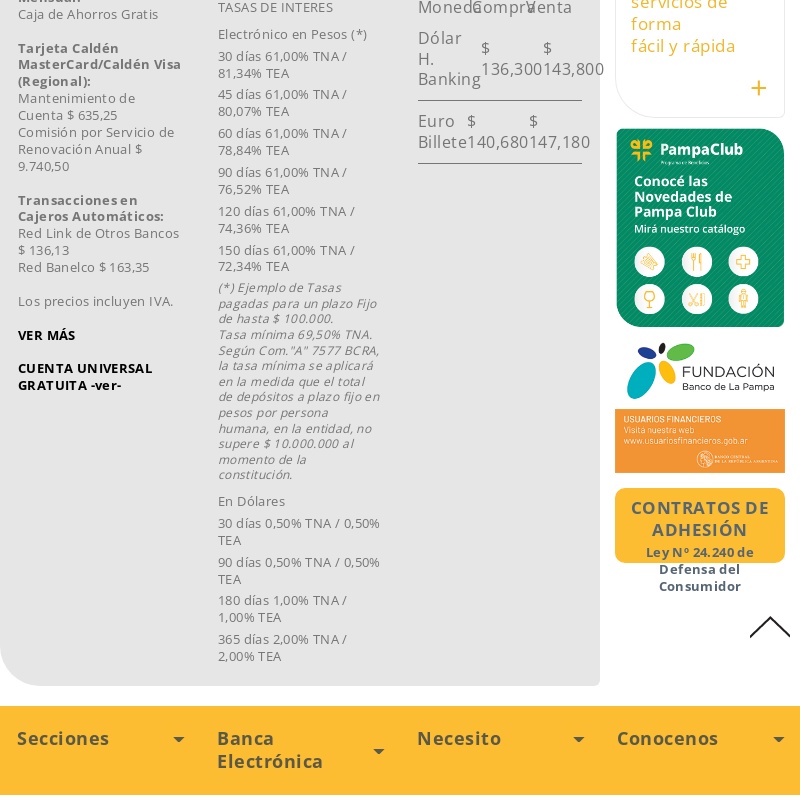 Caja de Ahorros Gratis
Tarjeta Caldén
MasterCard/Caldén Visa
(Regional):
Mantenimiento de
Cuenta $ 635,25
Comisión por Servicio de
Renovación Anual $
9.740,50
Transacciones en
Cajeros Automáticos:
Red Link de Otros Bancos
$ 136,13
Red Banelco $ 163,35
Los precios incluyen IVA.
VER MÁS
CUENTA UNIVERSAL
GRATUITA -ver-
TASAS DE INTERES
Electrónico en Pesos (*)
30 días 61,00% TNA /
81,34% TEA
45 días 61,00% TNA /
80,07% TEA
60 días 61,00% TNA /
78,84% TEA
90 días 61,00% TNA /
76,52% TEA
120 días 61,00% TNA /
74,36% TEA
150 días 61,00% TNA /
72,34% TEA
(*) Ejemplo de Tasas
pagadas para un plazo Fijo
de hasta $ 100.000.
Tasa mínima 69,50% TNA.
Según Com."A" 7577 BCRA,
la tasa mínima se aplicará
en la medida que el total
de depósitos a plazo fijo en
pesos por persona
humana, en la entidad, no
supere $ 10.000.000 al
momento de la
constitución.
En Dólares
30 días 0,50% TNA / 0,50%
TEA
90 días 0,50% TNA / 0,50%
TEA
180 días 1,00% TNA /
1,00% TEA
365 días 2,00% TNA /
2,00% TEA
Moneda Compra Venta
Dólar
H.
Banking
$
136,300
$
143,800
Euro
Billete
$
140,680
$
147,180
servicios de
forma
fácil y rápida
+
PampaClub
Programa de Beneficios
Conocé las
Novedades de
Pampa Club
Mirá nuestro catálogo
FUNDACIÓN
Banco de La Pampa
USUARIOS FINANCIEROS
Visita nuestra web
www.usuariosfinancieros.gob.ar
BANCO CENTRAL
DE LA REPÚBLICA ARGENTINA
CONTRATOS DE
ADHESIÓN
Ley Nº 24.240 de
Defensa del
Consumidor
Secciones
Banca
Electrónica
Necesito
Conocenos